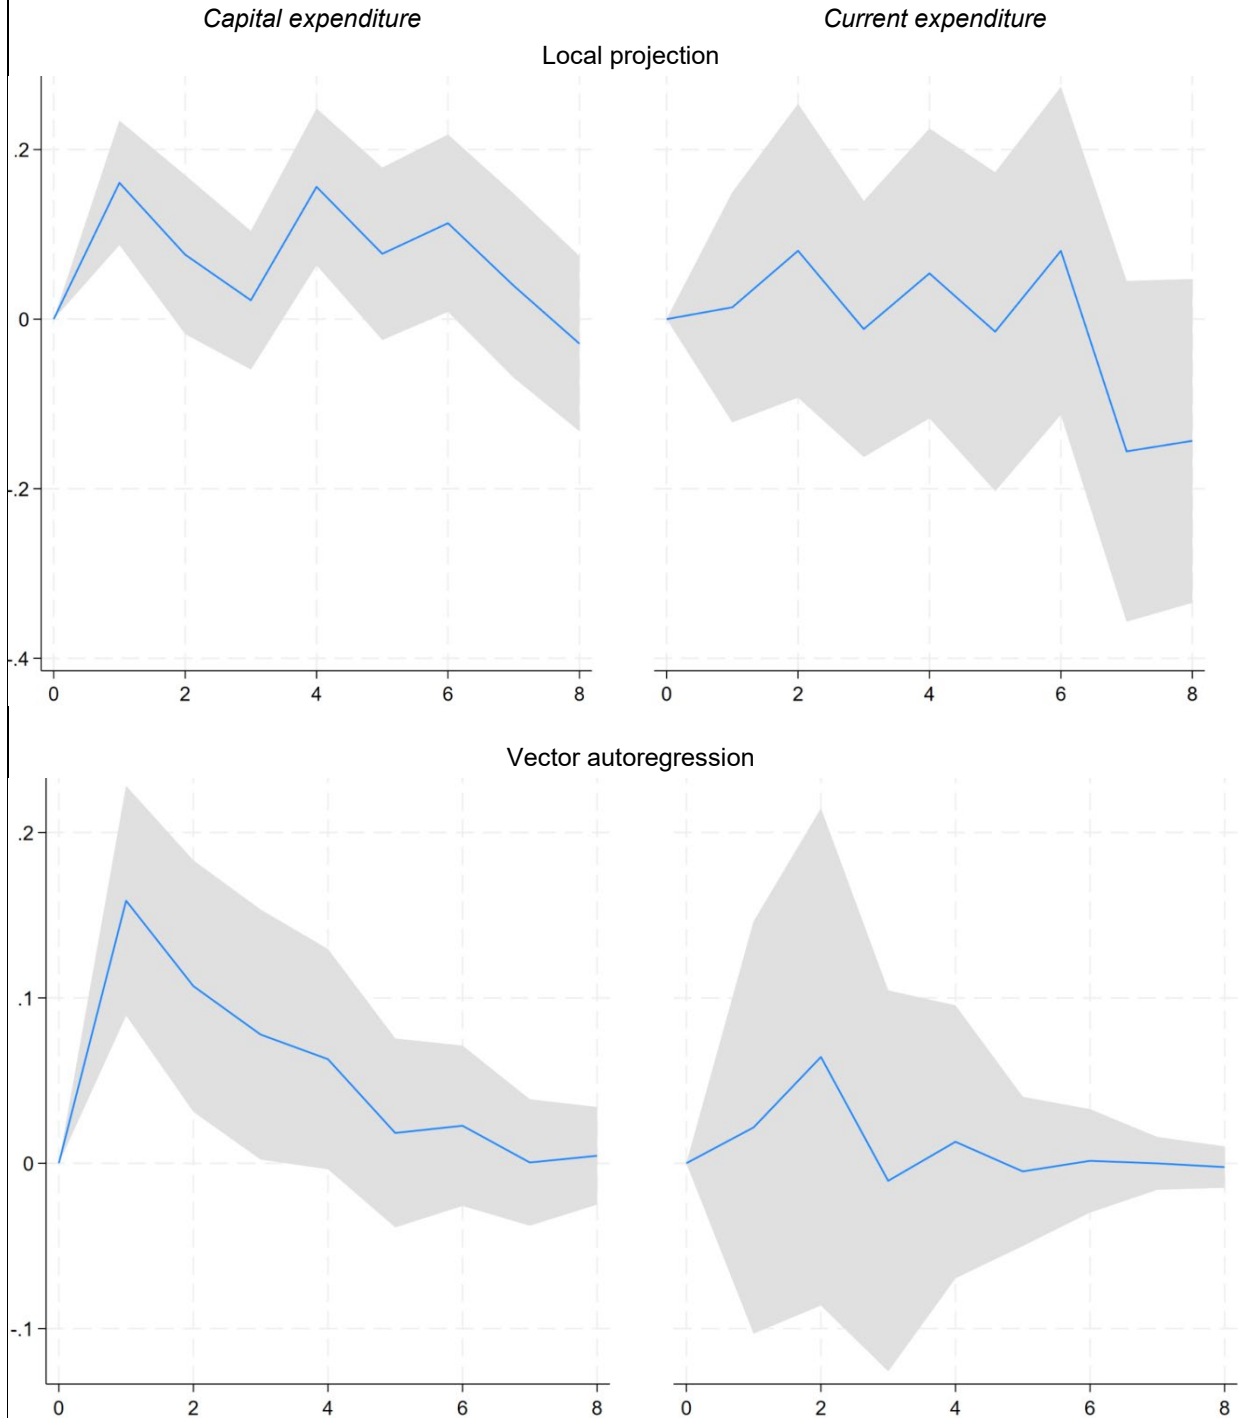 Capital expenditure Current expenditure
Local projection
.2
0
-.2
-.4
0 2 4 6 8 0 2 4 6 8
Vector autoregression
.2
.1
0
-.1
0 2 4 6 8 0 2 4 6 8